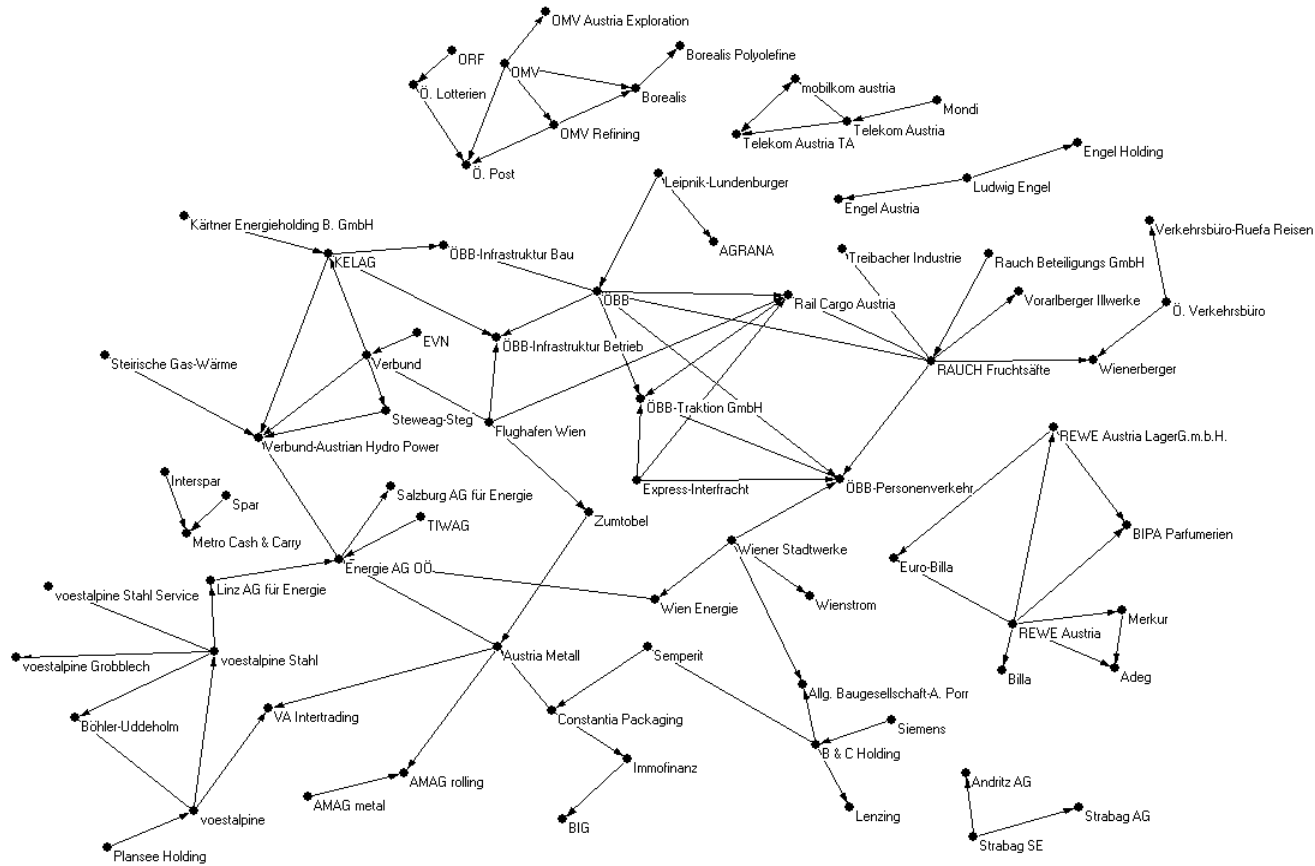 OMV Austria Exploration
ORF
OMV
Borealis Polyolefine
Ö. Lotterien
Borealis
mobilkom austria
Mondi
OMV Refining
Telekom Austria
Telekom Austria TA
Engel Holding
Ö. Post
Leipnik-Lundenburger
Ludwig Engel
Engel Austria
Kärtner Energieholding B. GmbH
Verkehrsbüro-Ruefa Reisen
KELAG
ÖBB-Infrastruktur Bau
AGRANA
Treibacher Industrie
Rauch Beteiligungs GmbH
ÖBB
Rail Cargo Austria
Vorarlberger Illwerke
Ö. Verkehrsbüro
EVN
ÖBB-Infrastruktur Betrieb
Steirische Gas-Wärme
Verbund
RAUCH Fruchtsäfte
Wienerberger
Steweag-Steg
ÖBB-Traktion GmbH
Flughafen Wien
Verbund-Austrian Hydro Power
REWE Austria LagerG.m.b.H.
Interspar
Salzburg AG für Energie
Express-Interfracht
ÖBB-Personenverkehr
Spar
TIWAG
Zumtobel
Metro Cash & Carry
BIPA Parfumerien
Wiener Stadtwerke
Energie AG OÖ
Euro-Billa
Linz AG für Energie
voestalpine Stahl Service
Wien Energie
Wienstrom
Merkur
REWE Austria
voestalpine Grobblech
voestalpine Stahl
Austria Metall
Semperit
Billa
Adeg
Allg. Baugesellschaft-A. Porr
Böhler-Uddeholm
VA Intertrading
Constantia Packaging
Siemens
B & C Holding
Immofinanz
AMAG rolling
Andritz AG
AMAG metal
voestalpine
BIG
Lenzing
Strabag AG
Plansee Holding
Strabag SE